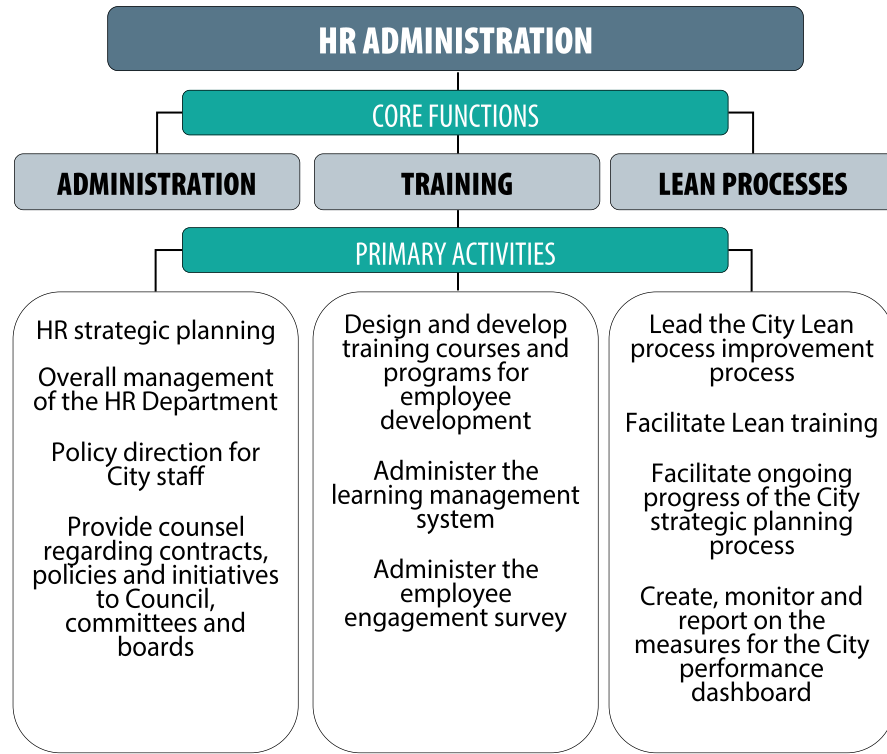 HR ADMINISTRATION
CORE FUNCTIONS
ADMINISTRATION
TRAINING
LEAN PROCESSES
PRIMARY ACTIVITIES
HR strategic planning
Overall management
of the HR Department
Policy direction for
City staff
Provide counsel
regarding contracts,
policies and initiatives
to Council,
committees and
boards
Design and develop
training courses and
programs for
employee
development
Administer the
learning management
system
Administer the
employee
engagement survey
Lead the City Lean
process improvement
process
Facilitate Lean training
Facilitate ongoing
progress of the City
strategic planning
process
Create, monitor and
report on the
measures for the City
performance
dashboard